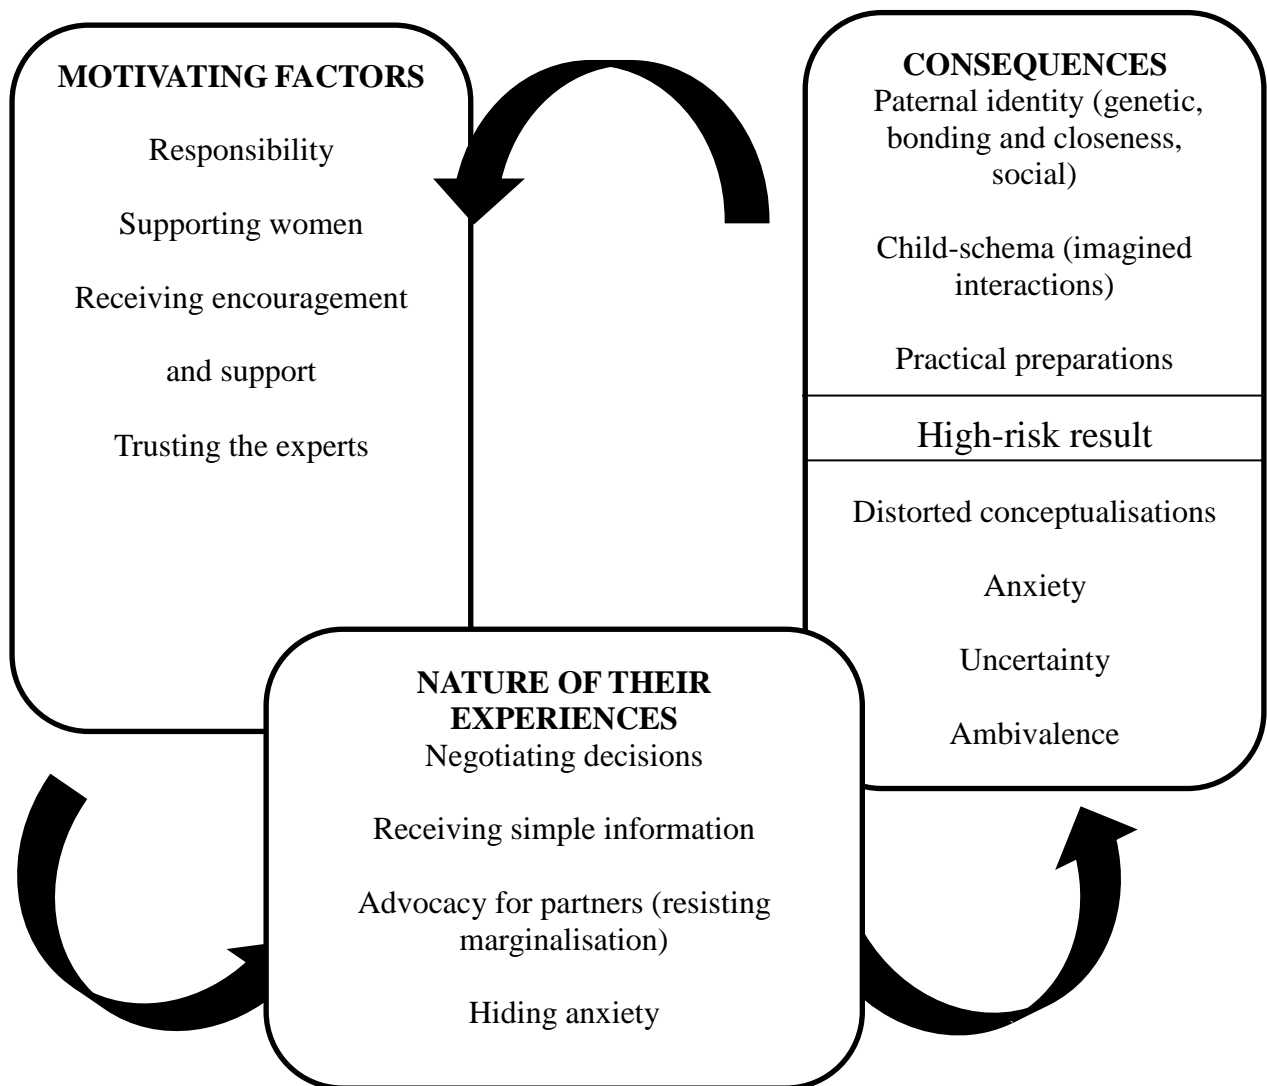 MOTIVATING FACTORS
Responsibility
Supporting women
Receiving encouragement
and support
Trusting the experts
NATURE OF THEIR
EXPERIENCES
Negotiating decisions
Receiving simple information
Advocacy for partners (resisting
marginalisation)
Hiding anxiety
CONSEQUENCES
Paternal identity (genetic,
bonding and closeness,
social)
Child-schema (imagined
interactions)
Practical preparations
High-risk result
Distorted conceptualisations
Anxiety
Uncertainty
Ambivalence